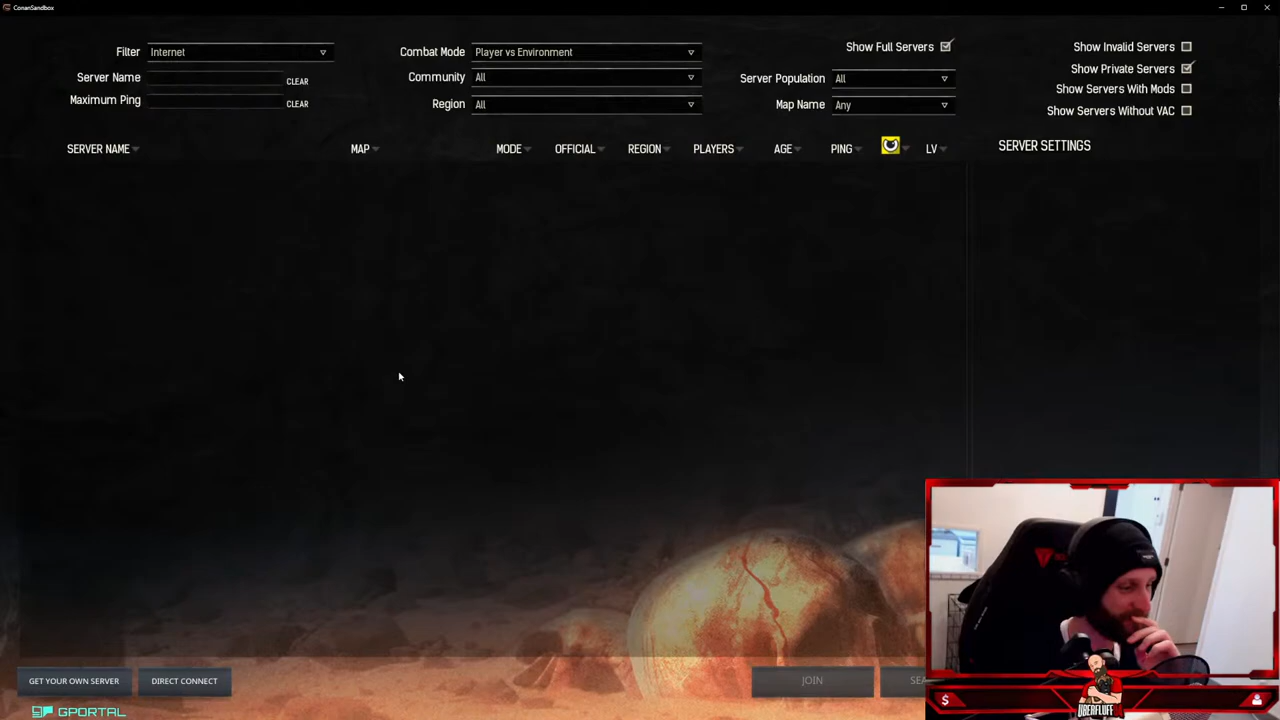 ConanSandbox
Filter Internet
Combat Mode Player vs Environment
Show Full Servers
Show Invalid Servers
Server Name CLEAR
Community All
Server Population All
Show Private Servers
Maximum Ping CLEAR
Region All
Map Name Any
Show Servers With Mods
Show Servers Without VAC
SERVER NAME MAP MODE OFFICIAL REGION PLAYERS AGE PING LV SERVER SETTINGS
GET YOUR OWN SERVER DIRECT CONNECT JOIN
GPORTAL
$ UBERFLUFF